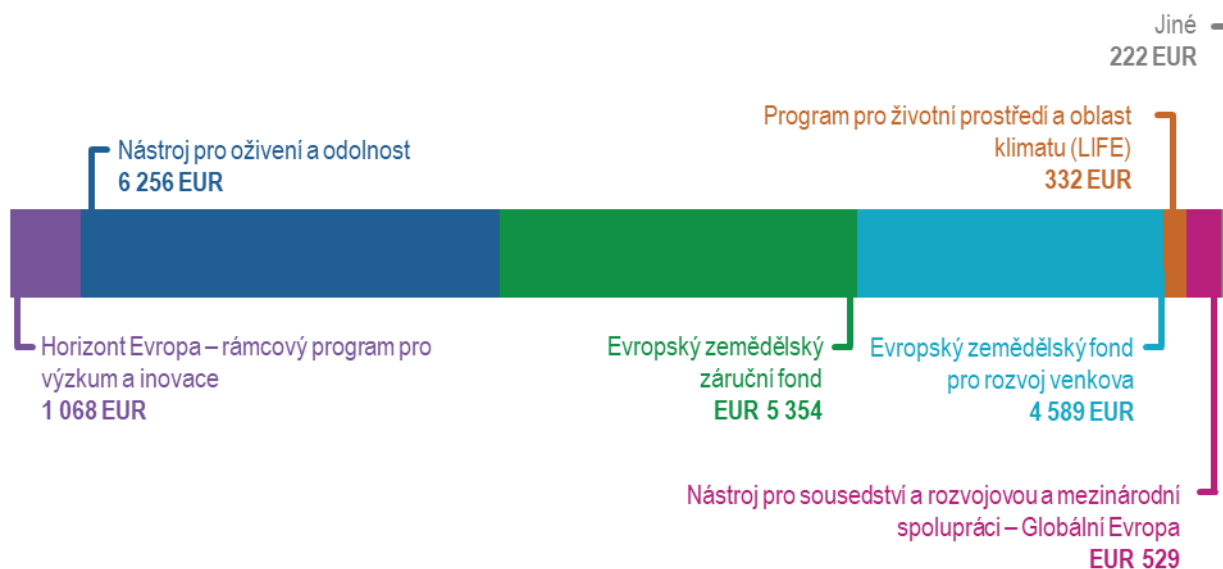 Jiné
222 EUR
Program pro životní prostředí a oblast
klimatu (LIFE)
332 EUR
Nástroj pro oživení a odolnost
6 256 EUR
Horizont Evropa – rámcový program pro
výzkum a inovace
1 068 EUR
Evropský zemědělský
záruční fond
EUR 5 354
Evropský zemědělský fond
pro rozvoj venkova
4 589 EUR
Nástroj pro sousedství a rozvojovou a mezinárodní
spolupráci – Globální Evropa
EUR 529